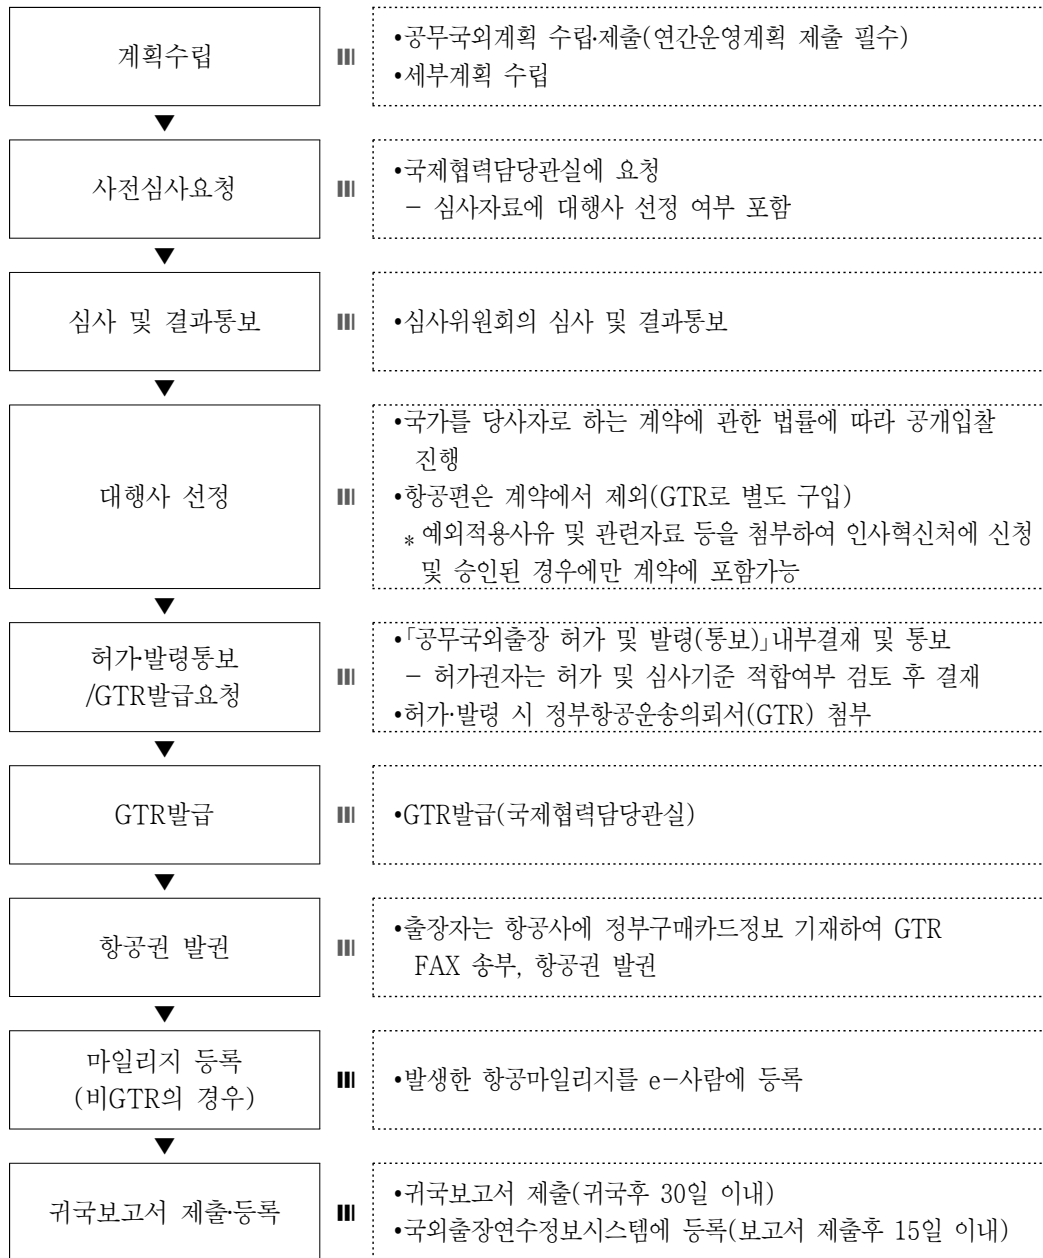 계획수립
•공무국외계획 수립·제출(연간운영계획 제출 필수)
•세부계획 수립
▼
사전심사요청
•국제협력담당관실에 요청
- 심사자료에 대행사 선정 여부 포함
▼
심사 및 결과통보
•심사위원회의 심사 및 결과통보
▼
대행사 선정
•국가를 당사자로 하는 계약에 관한 법률에 따라 공개입찰
진행
•항공편은 계약에서 제외(GTR로 별도 구입)
* 예외적용사유 및 관련자료 등을 첨부하여 인사혁신처에 신청
및 승인된 경우에만 계약에 포함가능
▼
허가·발령통보
/GTR발급요청
•「공무국외출장 허가 및 발령(통보)」내부결재 및 통보
- 허가권자는 허가 및 심사기준 적합여부 검토 후 결재
•허가·발령 시 정부항공운송의뢰서(GTR) 첨부
▼
GTR발급
•GTR발급(국제협력담당관실)
▼
항공권 발권
•출장자는 항공사에 정부구매카드정보 기재하여 GTR
FAX 송부, 항공권 발권
▼
마일리지 등록
(비GTR의 경우)
•발생한 항공마일리지를 e-사람에 등록
▼
귀국보고서 제출·등록
•귀국보고서 제출(귀국후 30일 이내)
•국외출장연수정보시스템에 등록(보고서 제출후 15일 이내)